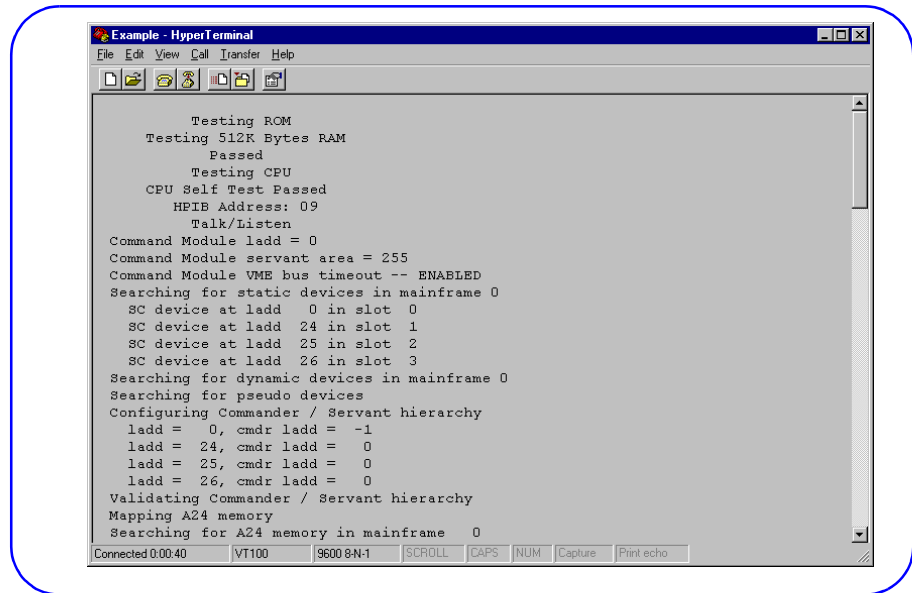 Example - HyperTerminal
File Edit View Call Transfer Help
Testing ROM
Testing 512K Bytes RAM
Passed
Testing CPU
CPU Self Test Passed
HPIB Address: 09
Talk/Listen
Command Module ladd = 0
Command Module servant area = 255
Command Module VME bus timeout -- ENABLED
Searching for static devices in mainframe 0
SC device at ladd 0 in slot 0
SC device at ladd 24 in slot 1
SC device at ladd 25 in slot 2
SC device at ladd 26 in slot 3
Searching for dynamic devices in mainframe 0
Searching for pseudo devices
Configuring Commander / Servant hierarchy
ladd = 0, cmdr ladd = -1
ladd = 24, cmdr ladd = 0
ladd = 25, cmdr ladd = 0
ladd = 26, cmdr ladd = 0
Validating Commander / Servant hierarchy
Mapping A24 memory
Searching for A24 memory in mainframe 0
Connected 0:00:40 VT100 9600 8-N-1 SCROLL CAPS NUM Capture Print echo